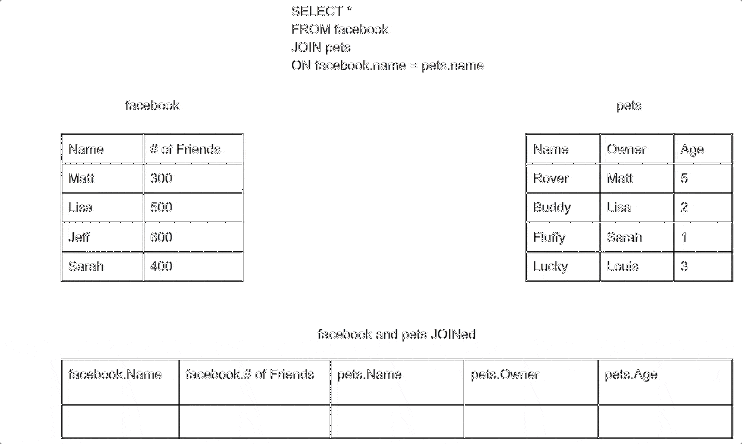 SELECT *
FROM facebook
JOIN pets
ON facebook.name = pets.name
facebook
pets
Name # of Friends
Matt 300
Lisa 500
Jeff 600
Sarah 400
Name Owner Age
Rover Matt 5
Buddy Lisa 2
Fluffy Sarah 1
Lucky Louis 3
facebook and pets JOINed
facebook.Name facebook.# of Friends pets.Name pets.Owner pets.Age